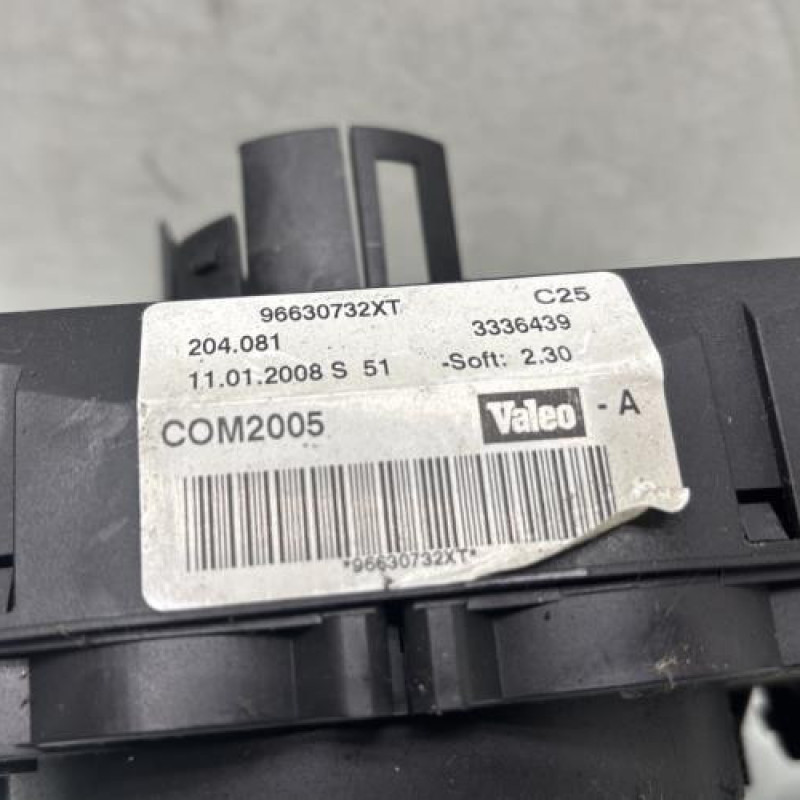 96630732XT C25
204.081 3336439
11.01.2008 S 51 -Soft: 2.30
COM2005 Valeo - A
*96630732XT*